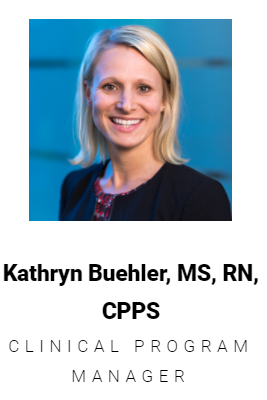 Kathryn Buehler, MS, RN,
CPPS
CLINICAL PROGRAM
MANAGER